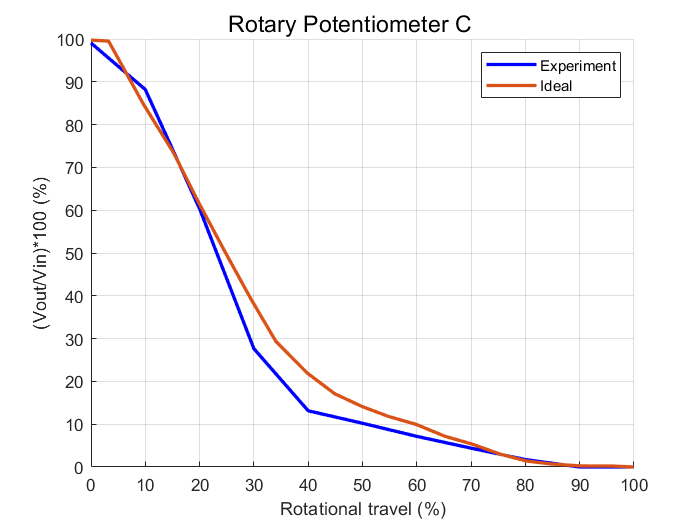 Rotary Potentiometer C
Experiment
Ideal
(Vout/Vin)*100 (%)
100
90
80
70
60
50
40
30
20
10
0
0 10 20 30 40 50 60 70 80 90 100
Rotational travel (%)